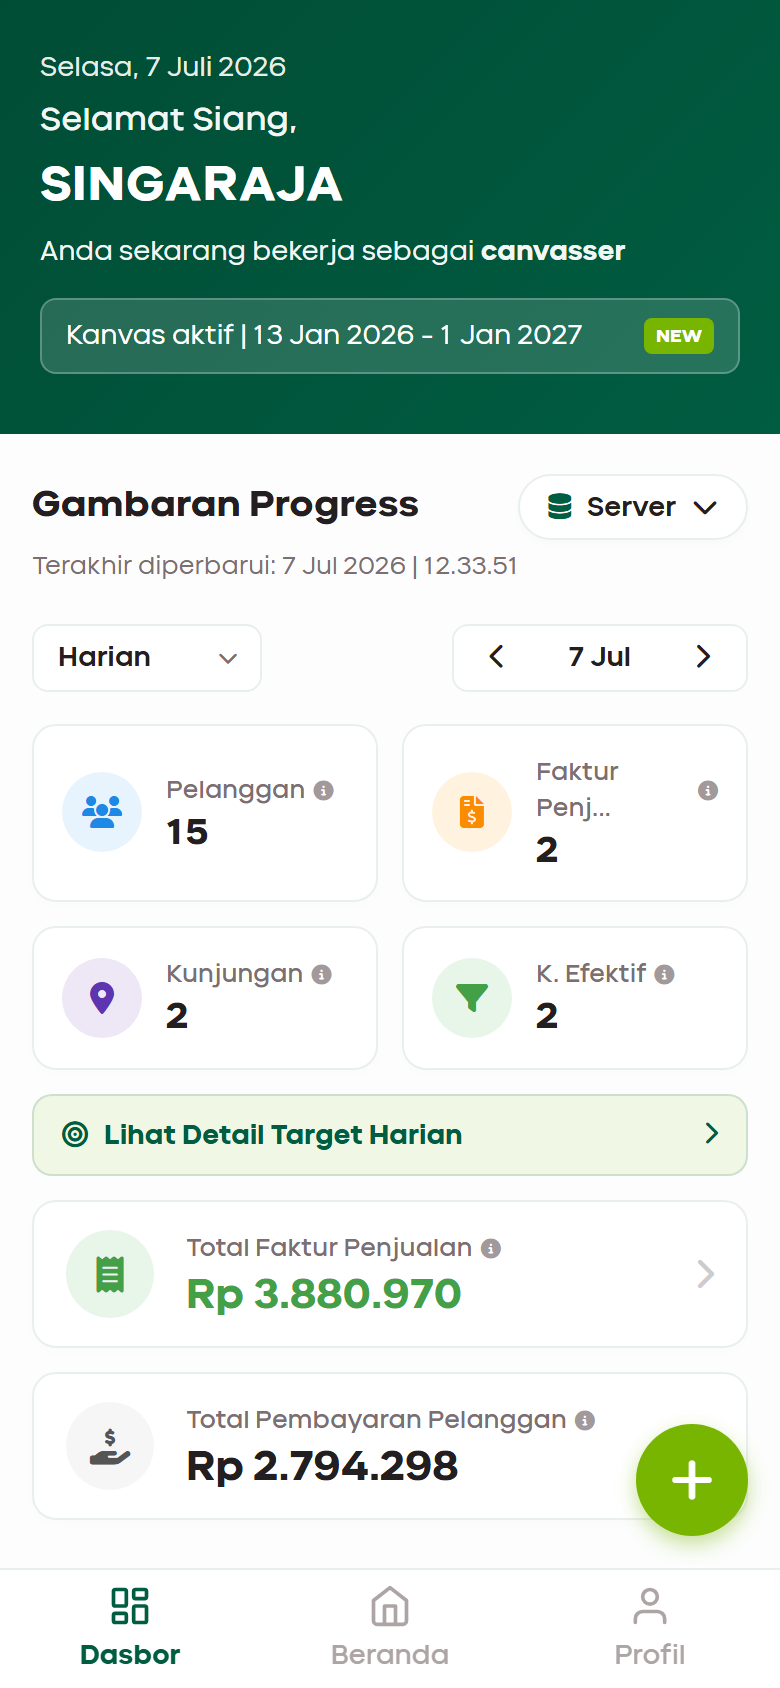 Selasa, 7 Juli 2026
Selamat Siang,
SINGARAJA
Anda sekarang bekerja sebagai canvasser
Kanvas aktif | 13 Jan 2026 - 1 Jan 2027 NEW
Gambaran Progress
Server
Terakhir diperbarui: 7 Jul 2026 | 12.33.51
Harian
7 Jul
Pelanggan
15
Faktur
Penj...
2
Kunjungan
2
K. Efektif
2
Lihat Detail Target Harian
Total Faktur Penjualan
Rp 3.880.970
Total Pembayaran Pelanggan
Rp 2.794.298
Dasbor
Beranda
Profil